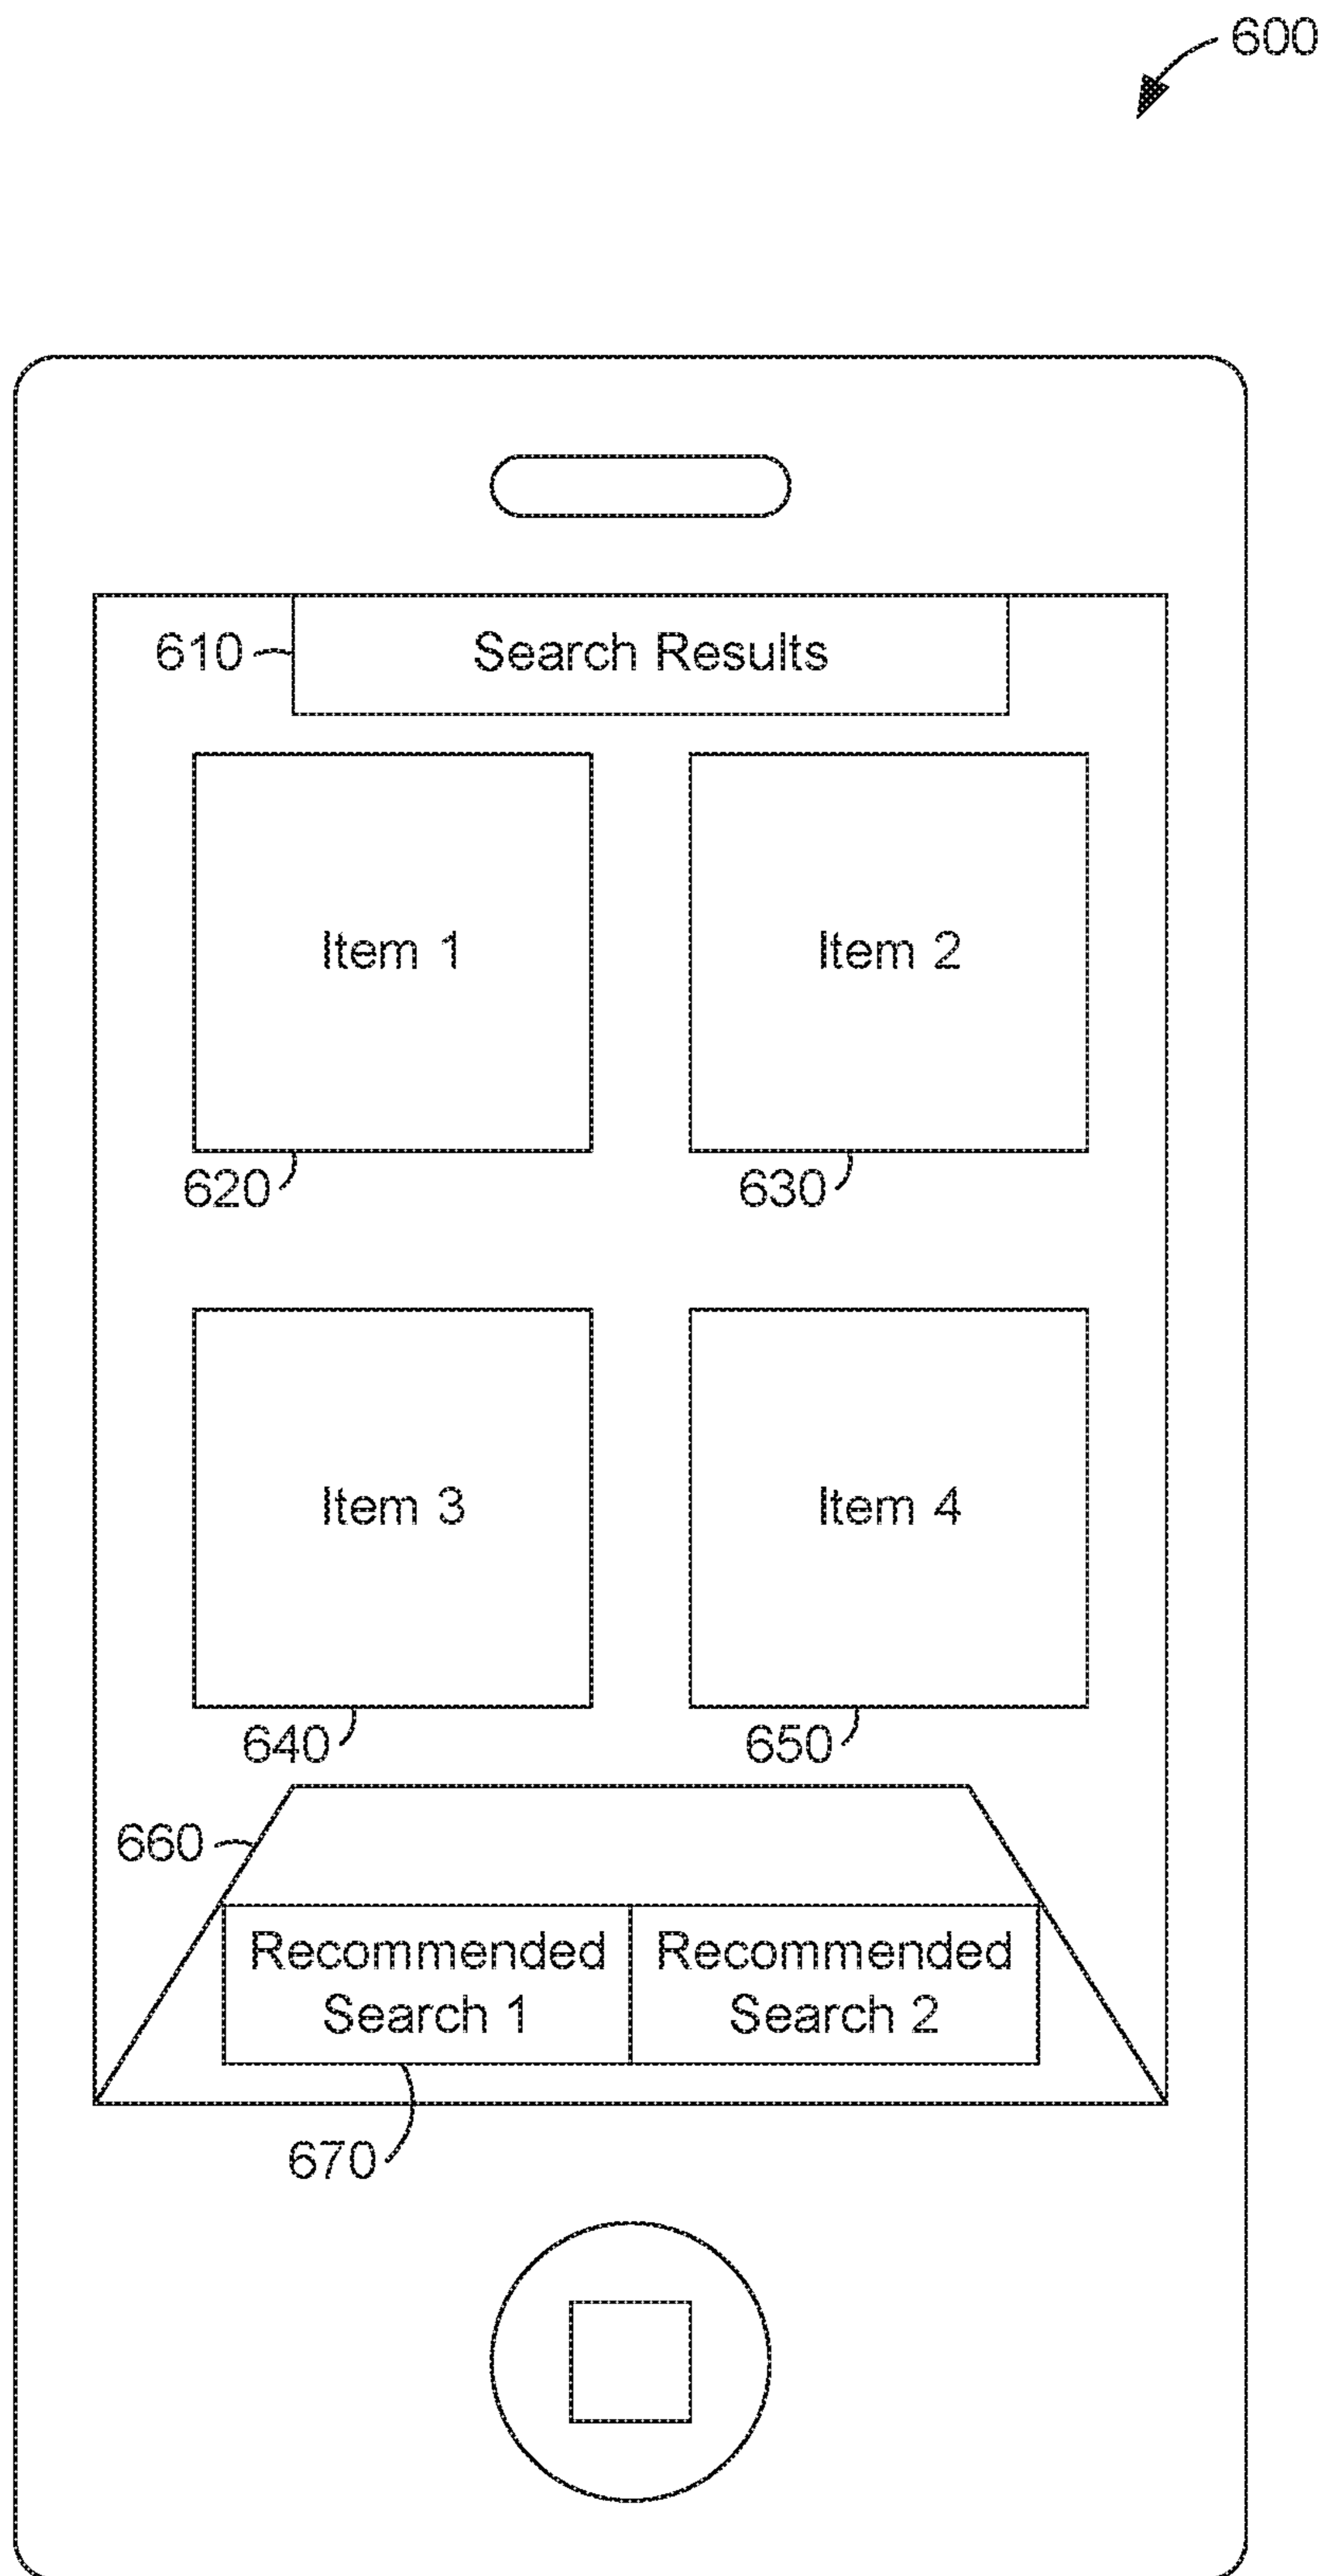 600
610 Search Results
Item 1 Item 2
620 630
Item 3 Item 4
640 650
660
Recommended Recommended
Search 1 Search 2
670